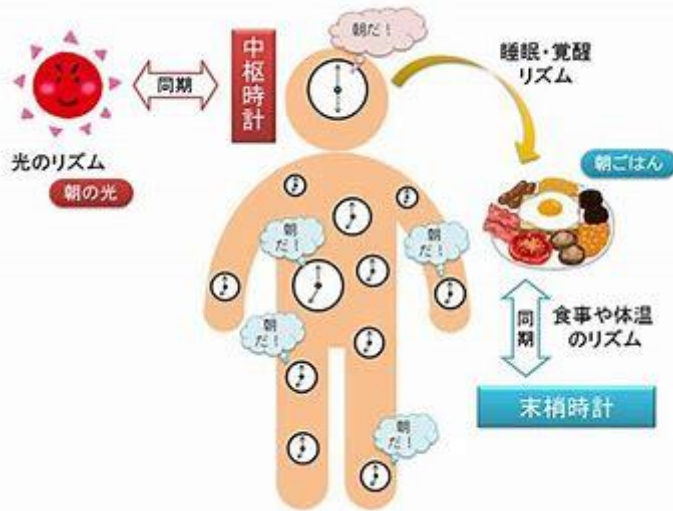 朝だ！
中枢時計
同期
光のリズム
朝の光
睡眠・覚醒
リズム
朝ごはん
朝
だ！
朝
だ！
朝
だ！
朝
だ！
同期
食事や体温
のリズム
末梢時計